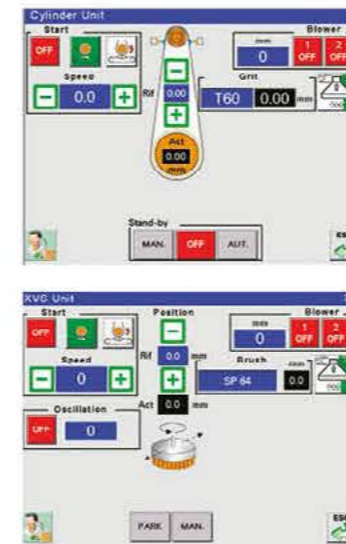 Cylinder Unit
Start
Blower
OFF
mm
0
1 OFF
2 OFF
Speed
0.0
Rif
0.00
Grit
T60
0.00
mm
Act
0.00
mm
Stand-by
MAN.
OFF
AUT.
XVS Unit
Start
Position
Blower
OFF
mm
0
1 OFF
2 OFF
Speed
0
Rif
0.0
mm
Brush
mm
SP 64
0.0
Act
0.0
mm
Oscillation
OFF
0
PARK
MAN.
ESC